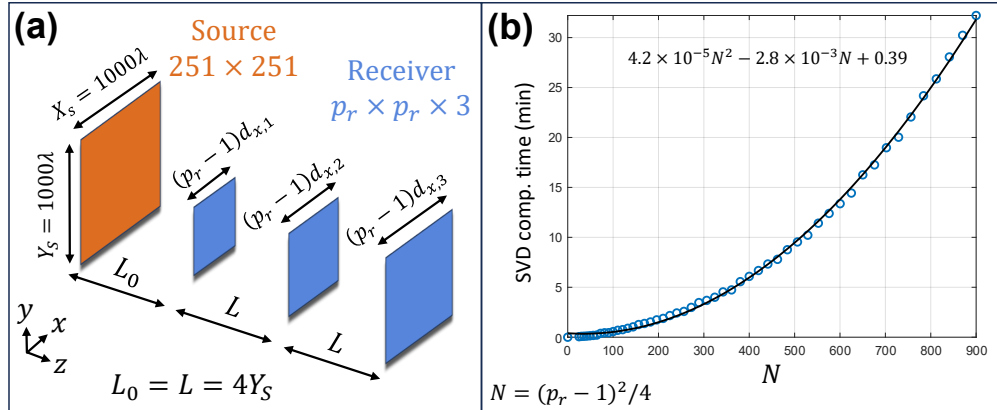 (a)
Source
251 × 251
Receiver
p_r × p_r × 3
X_s = 1000λ
Y_s = 1000λ
(p_r − 1)d_{x,1}
(p_r − 1)d_{x,2}
(p_r − 1)d_{x,3}
L_0
L
L
y
x
z
L_0 = L = 4Y_S
(b)
4.2 × 10^{-5}N^2 − 2.8 × 10^{-3}N + 0.39
SVD comp. time (min)
30
25
20
15
10
5
0
0 100 200 300 400 500 600 700 800 900
N
N = (p_r − 1)^2/4